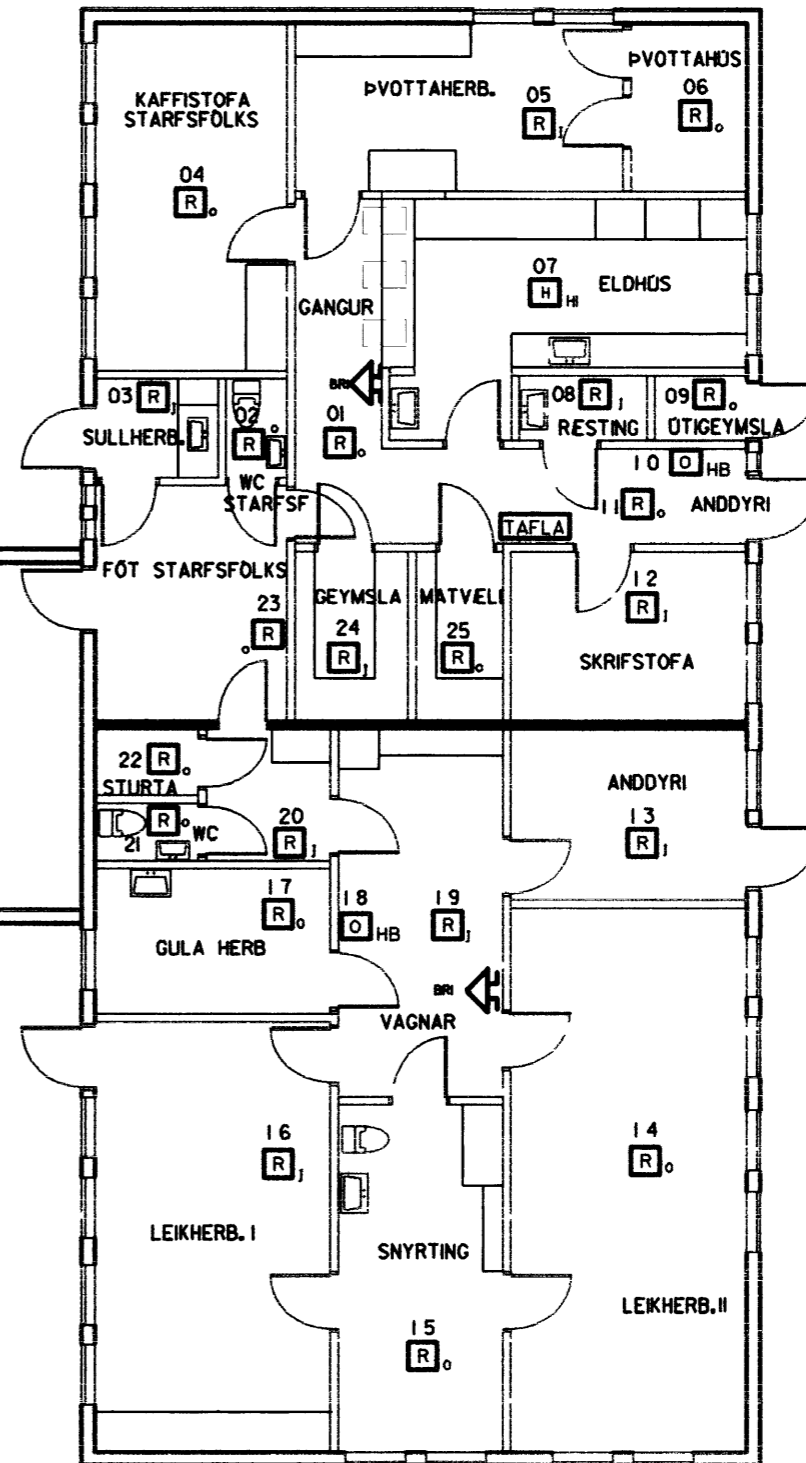 ÞVOTTAHÚS
06
R O
ÞVOTTAHERB.
05
R J
KAFFISTOFA
STARFSFÓLKS
04
R O
07
H HI
ELDHÚS
GANGUR
BRI
01
R O
03
R J
SULLHERB.
02
R O
WC
STARFSF
08
R J
RÆSTING
09
R O
ÚTIGEYMSLA
10
O HB
11
R O
ANDDYRI
TAFLA
FÖT STARFSFÓLKS
23
O R
GEYMSLA
24
R J
MATVÆLI
25
R O
12
R J
SKRIFSTOFA
22
R O
STURTA
21
R O
WC
20
R J
ANDDYRI
13
R J
17
R O
GULA HERB
18
O HB
19
R J
BRI
VAGNAR
16
R J
LEIKHERB. I
14
R O
LEIKHERB. II
SNYRTING
15
R O